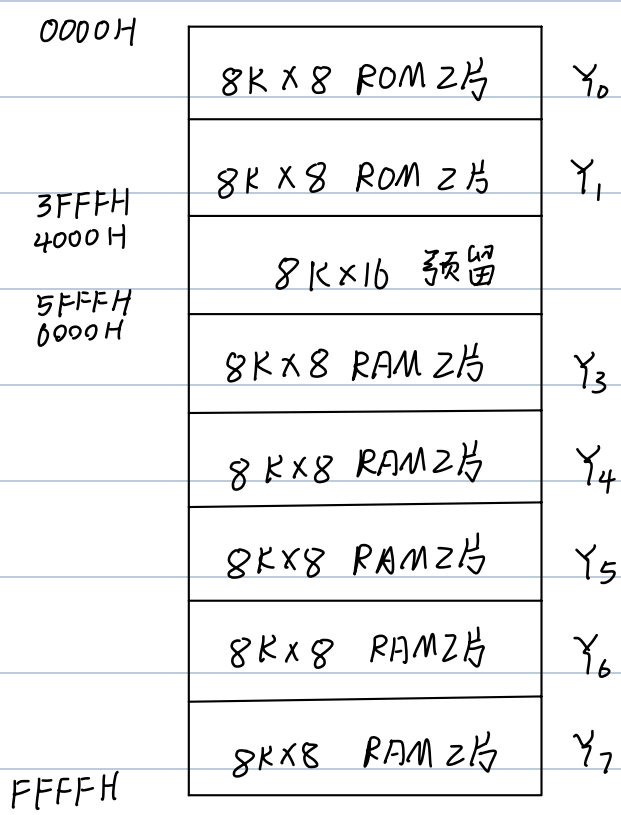 0000H
8K×8 ROM 2片 Y0
8K×8 ROM 2片 Y1
3FFFH
4000H
8K×16 预留
5FFFH
6000H
8K×8 RAM 2片 Y3
8K×8 RAM 2片 Y4
8K×8 RAM 2片 Y5
8K×8 RAM 2片 Y6
8K×8 RAM 2片 Y7
FFFFH